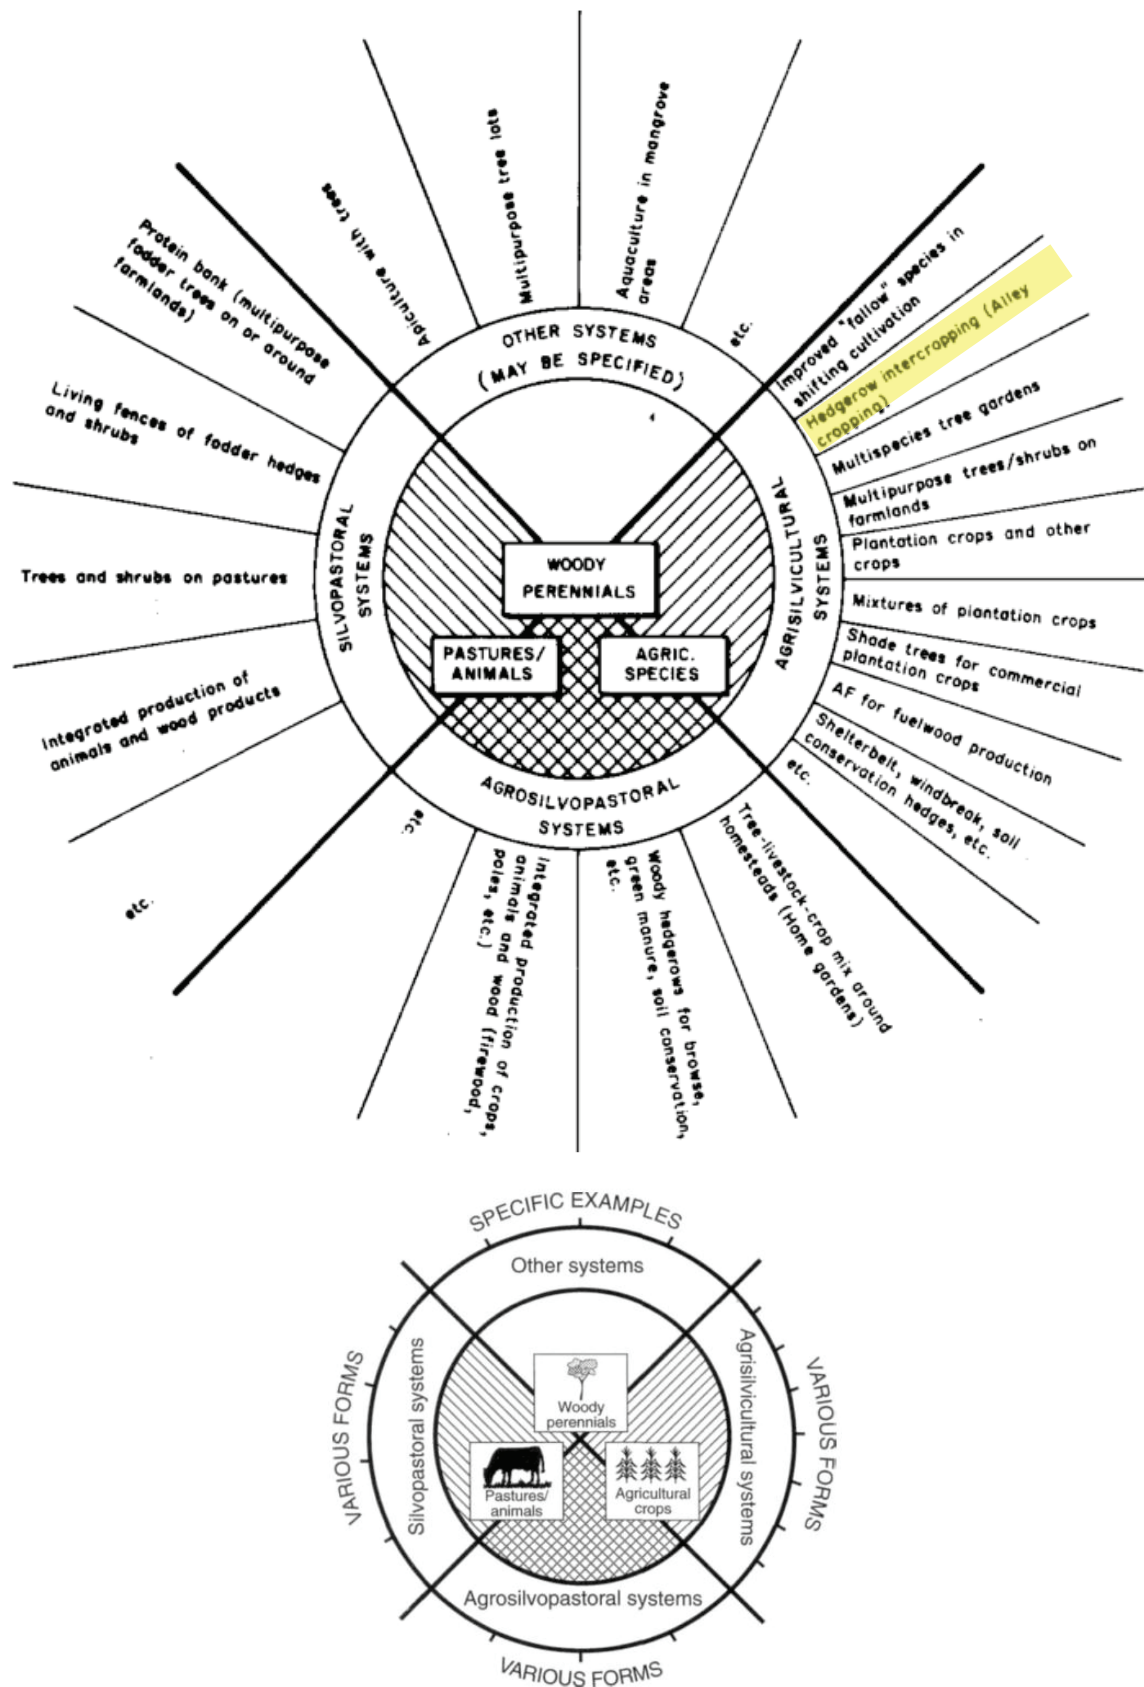 Apiculture with trees
Multipurpose tree lots
Aquaculture in mangrove
areas
etc.
OTHER SYSTEMS
(MAY BE SPECIFIED)
Improved "fallow" species in
shifting cultivation
Hedgerow intercropping (Alley
cropping)
Multispecies tree gardens
Multipurpose trees/shrubs on
farmlands
Plantation crops and other
crops
Mixtures of plantation crops
Shade trees for commercial
plantation crops
AF for fuelwood production
Shelterbelt, windbreak, soil
conservation hedges, etc.
etc.
AGRISILVICULTURAL
SYSTEMS
Protein bank (multipurpose
fodder trees on or around
farmlands)
Living fences of fodder hedges
and shrubs
Trees and shrubs on pastures
Integrated production of
animals and wood products
etc.
SILVOPASTORAL
SYSTEMS
WOODY
PERENNIALS
PASTURES/
ANIMALS
AGRIC.
SPECIES
AGROSILVOPASTORAL
SYSTEMS
etc.
Integrated production of crops,
animals and wood (firewood,
poles, etc.)
Woody hedgerows for browse,
green manure, soil conservation,
etc.
Tree-livestock-crop mix around
homesteads (Home gardens)
SPECIFIC EXAMPLES
Other systems
VARIOUS FORMS
Silvopastoral systems
Woody
perennials
Pastures/
animals
Agricultural
crops
Agrisilvicultural systems
VARIOUS FORMS
Agrosilvopastoral systems
VARIOUS FORMS